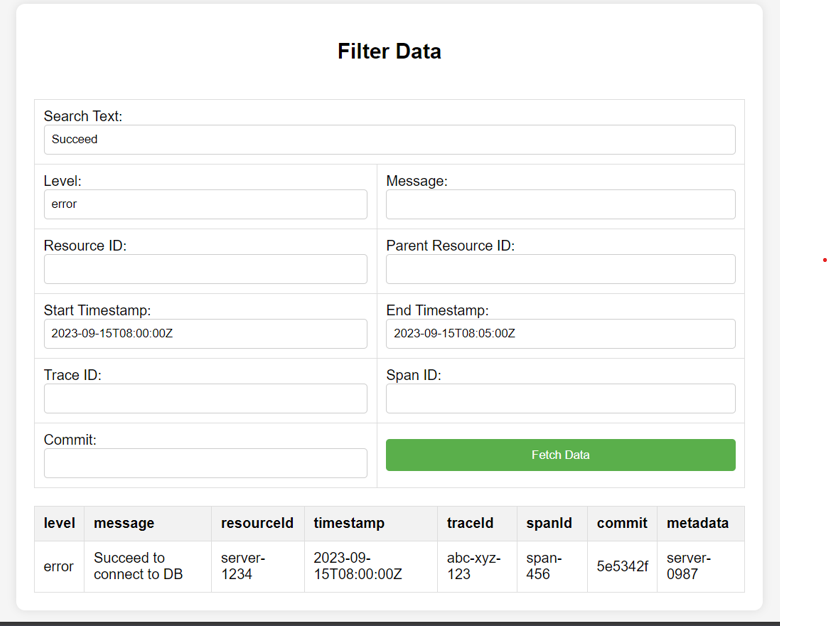 Filter Data
Search Text:
Succeed
Level:
Message:
error
Resource ID:
Parent Resource ID:
Start Timestamp:
End Timestamp:
2023-09-15T08:00:00Z
2023-09-15T08:05:00Z
Trace ID:
Span ID:
Commit:
Fetch Data
level message resourceId timestamp traceId spanId commit metadata
error
Succeed to
connect to DB
server-
1234
2023-09-
15T08:00:00Z
abc-xyz-
123
span-
456
5e5342f
server-
0987